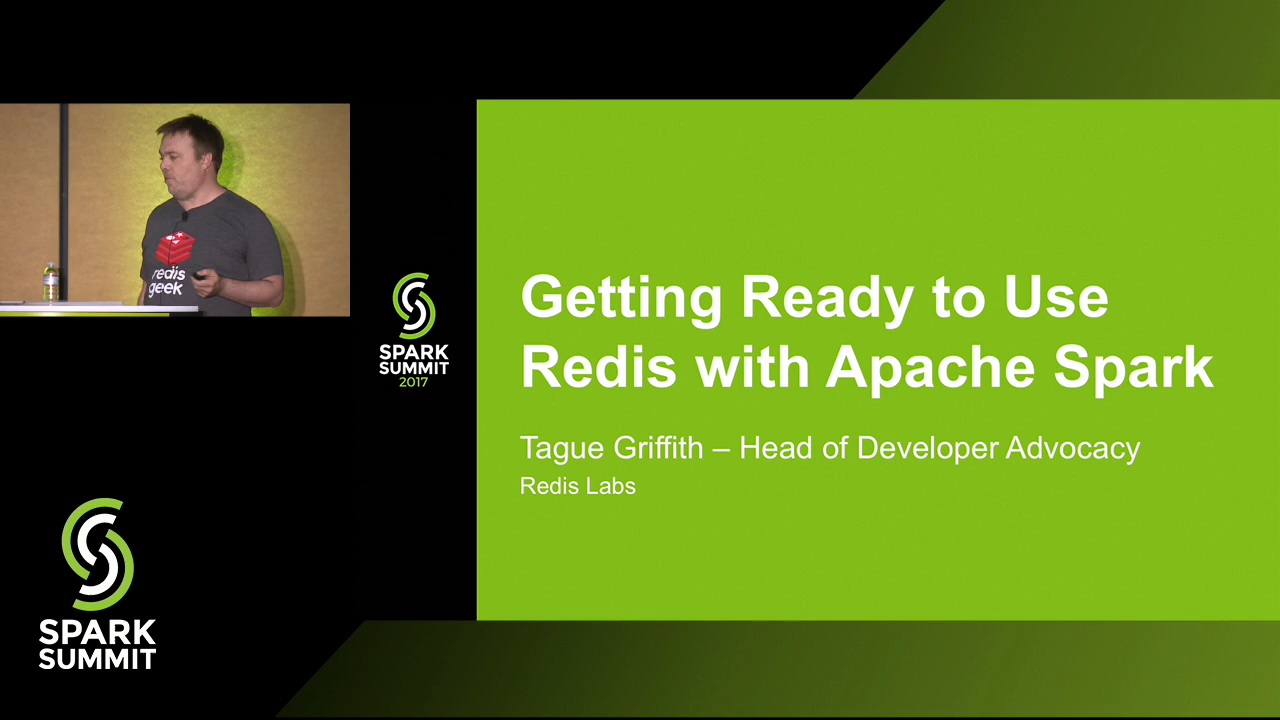 redis
geek
SPARK
SUMMIT
2017
Getting Ready to Use
Redis with Apache Spark
Tague Griffith – Head of Developer Advocacy
Redis Labs
SPARK
SUMMIT